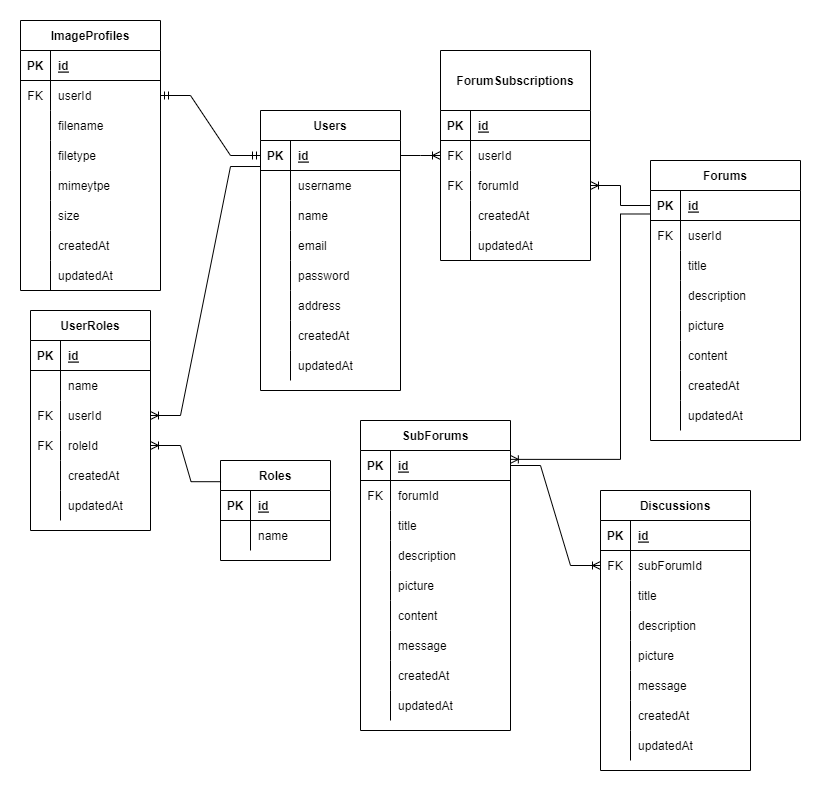 ImageProfiles
PK id
FK userId
filename
filetype
mimeytpe
size
createdAt
updatedAt
Users
PK id
username
name
email
password
address
createdAt
updatedAt
ForumSubscriptions
PK id
FK userId
FK forumId
createdAt
updatedAt
Forums
PK id
FK userId
title
description
picture
content
createdAt
updatedAt
UserRoles
PK id
name
FK userId
FK roleId
createdAt
updatedAt
Roles
PK id
name
SubForums
PK id
FK forumId
title
description
picture
content
message
createdAt
updatedAt
Discussions
PK id
FK subForumId
title
description
picture
message
createdAt
updatedAt